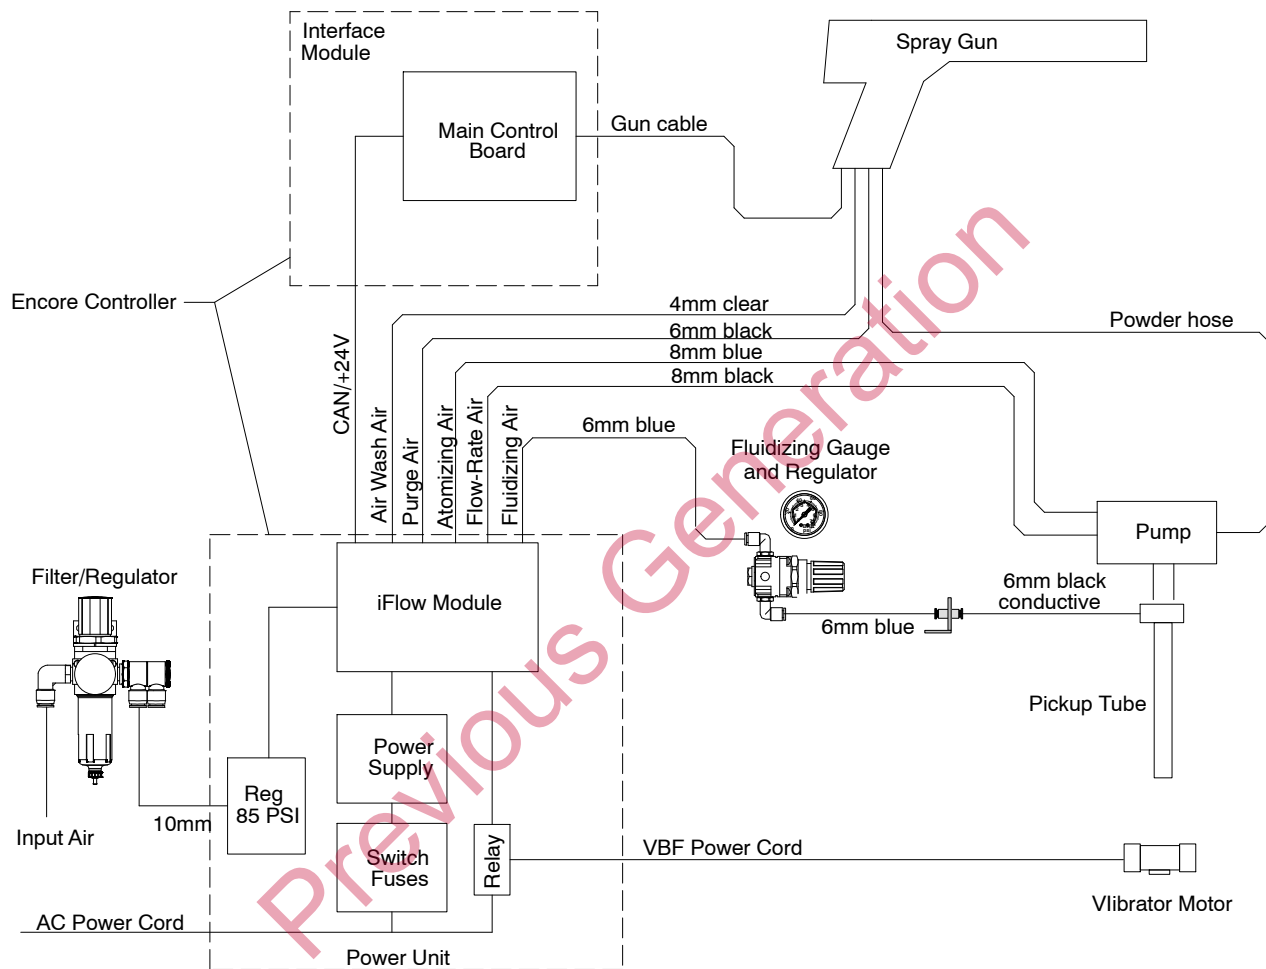 Interface
Module
Spray Gun
Main Control
Board
Gun cable
Encore Controller
4mm clear
6mm black
8mm blue
8mm black
6mm blue
Powder hose
CAN/+24V
Air Wash Air
Purge Air
Atomizing Air
Flow-Rate Air
Fluidizing Air
Fluidizing Gauge
and Regulator
Pump
Filter/Regulator
iFlow Module
6mm black
conductive
6mm blue
Pickup Tube
Power
Supply
Reg
85 PSI
10mm
Input Air
Switch
Fuses
Relay
VBF Power Cord
VIibrator Motor
AC Power Cord
Power Unit
Previous Generation